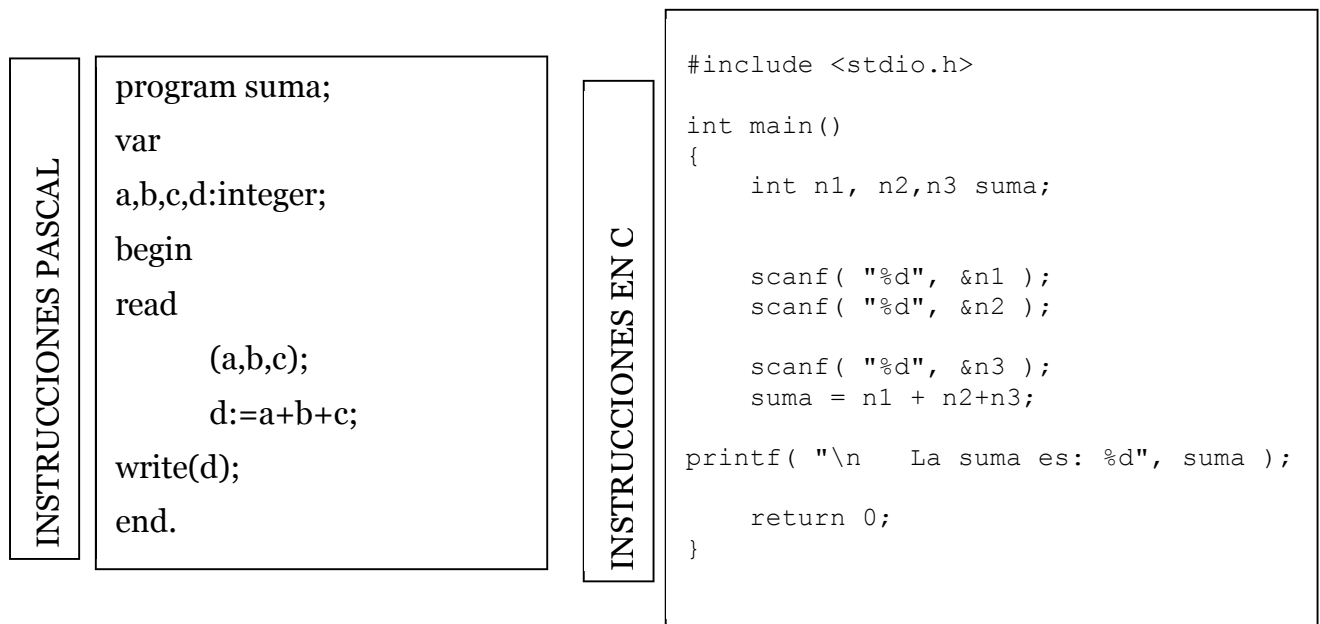 INSTRUCCIONES PASCAL
program suma;
var
a,b,c,d:integer;
begin
read
(a,b,c);
d:=a+b+c;
write(d);
end.
INSTRUCCIONES EN C
#include <stdio.h>
int main()
{
int n1, n2,n3 suma;
scanf( "%d", &n1 );
scanf( "%d", &n2 );
scanf( "%d", &n3 );
suma = n1 + n2+n3;
printf( "\n   La suma es: %d", suma );
return 0;
}